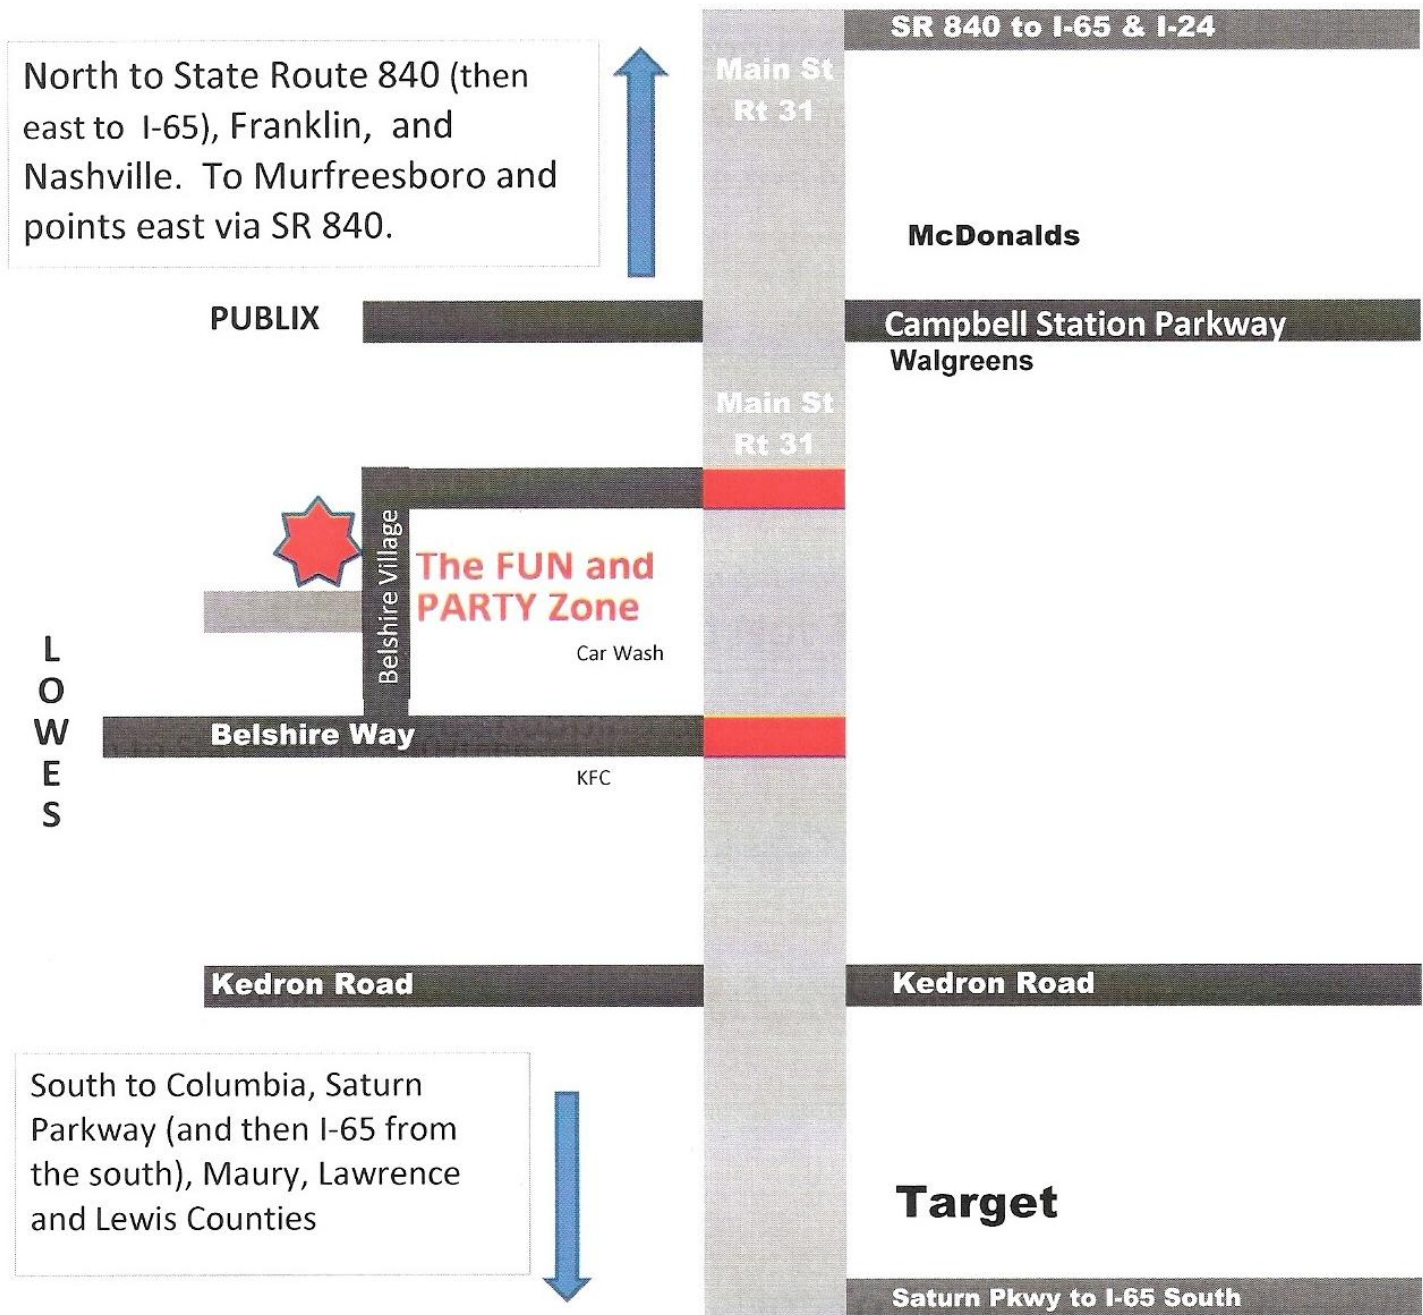 SR 840 to I-65 & I-24
North to State Route 840 (then
east to I-65), Franklin, and
Nashville. To Murfreesboro and
points east via SR 840.
Main St
Rt 31
McDonalds
PUBLIX
Campbell Station Parkway
Walgreens
Main St
Rt 31
Belshire Village
The FUN and
PARTY Zone
Car Wash
L
O
W
E
S
Belshire Way
KFC
Kedron Road
Kedron Road
South to Columbia, Saturn
Parkway (and then I-65 from
the south), Maury, Lawrence
and Lewis Counties
Target
Saturn Pkwy to I-65 South